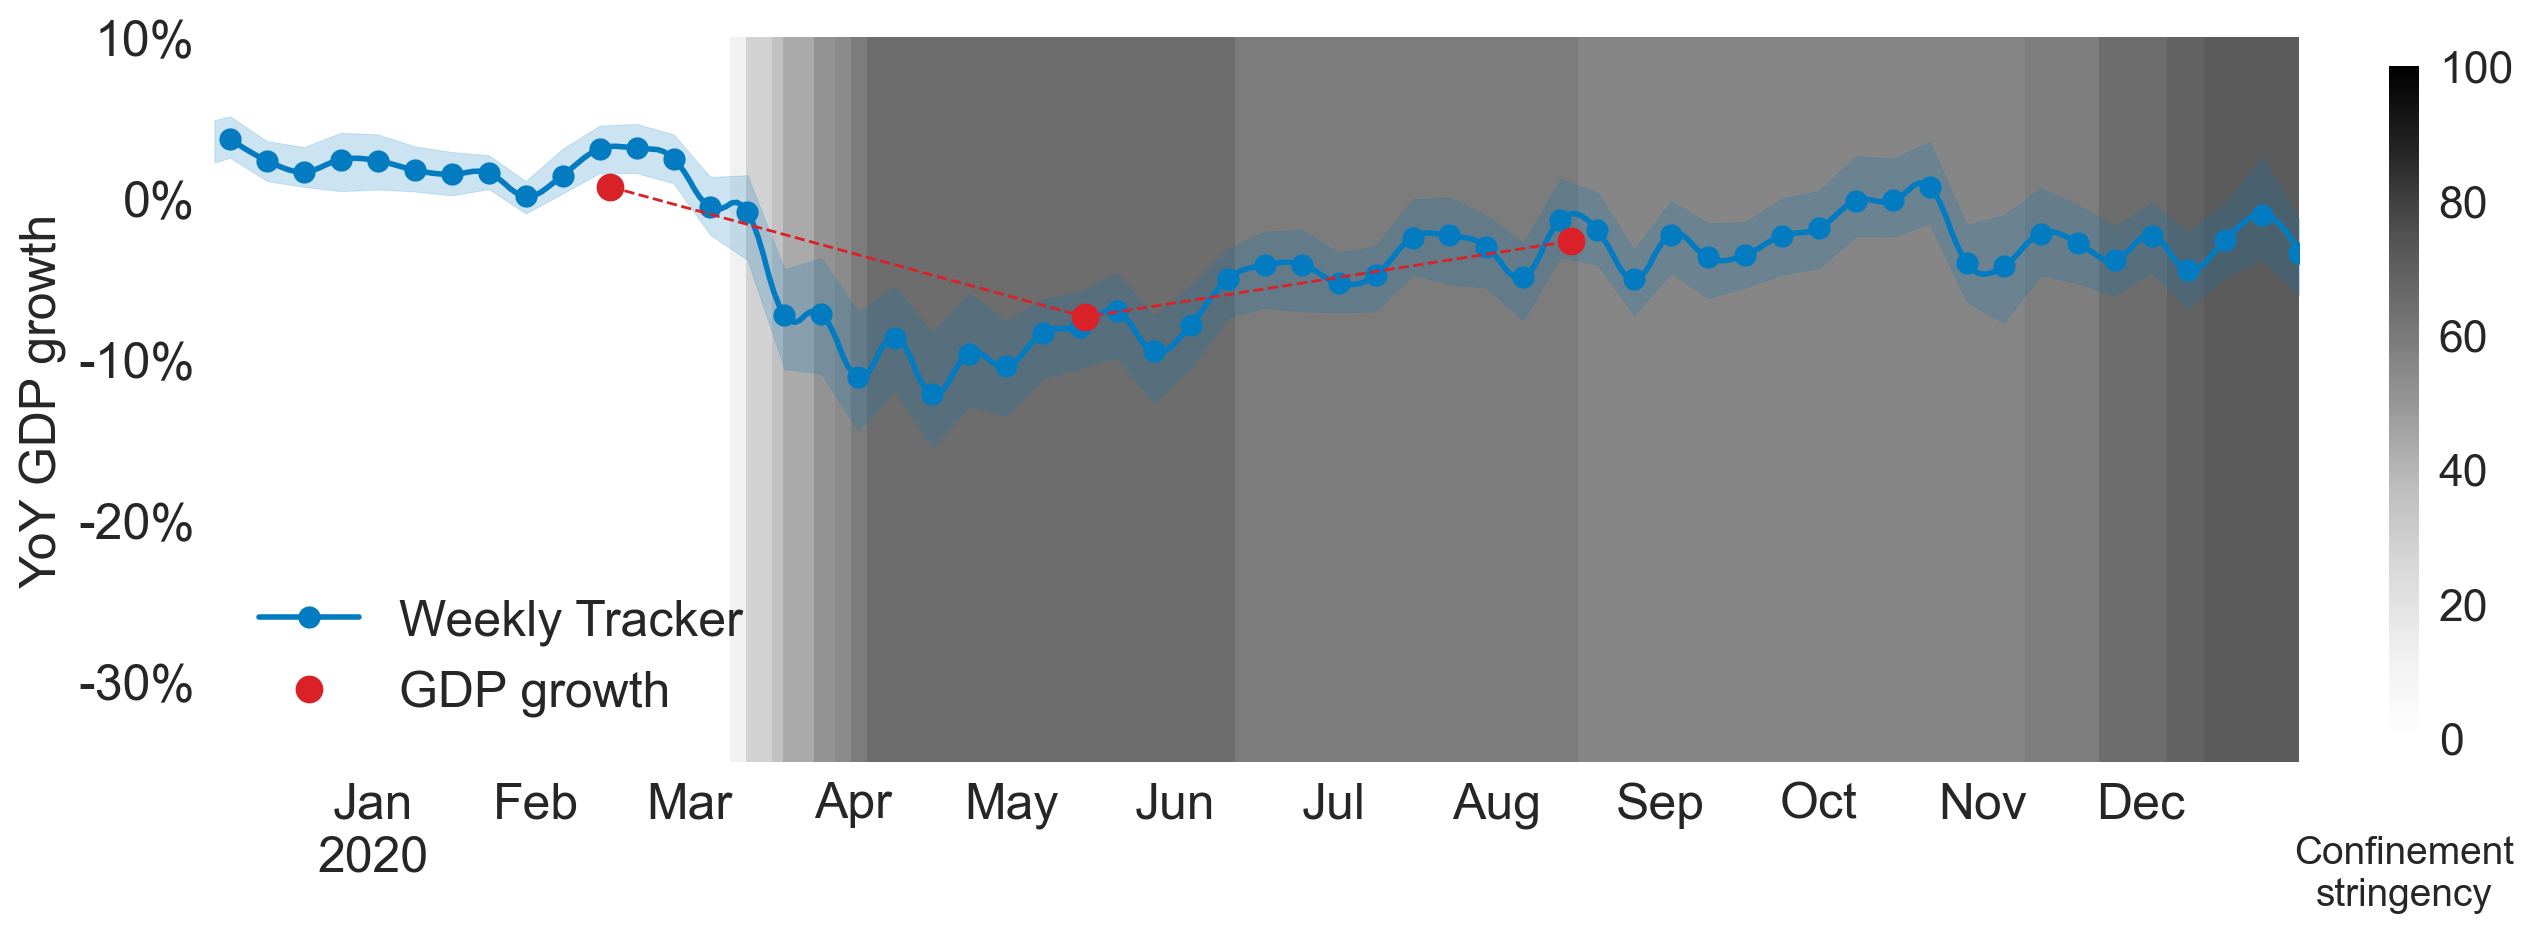 10%
0%
-10%
-20%
-30%
YoY GDP growth
Weekly Tracker
GDP growth
Jan Feb Mar Apr May Jun Jul Aug Sep Oct Nov Dec
2020
100
80
60
40
20
0
Confinement
stringency